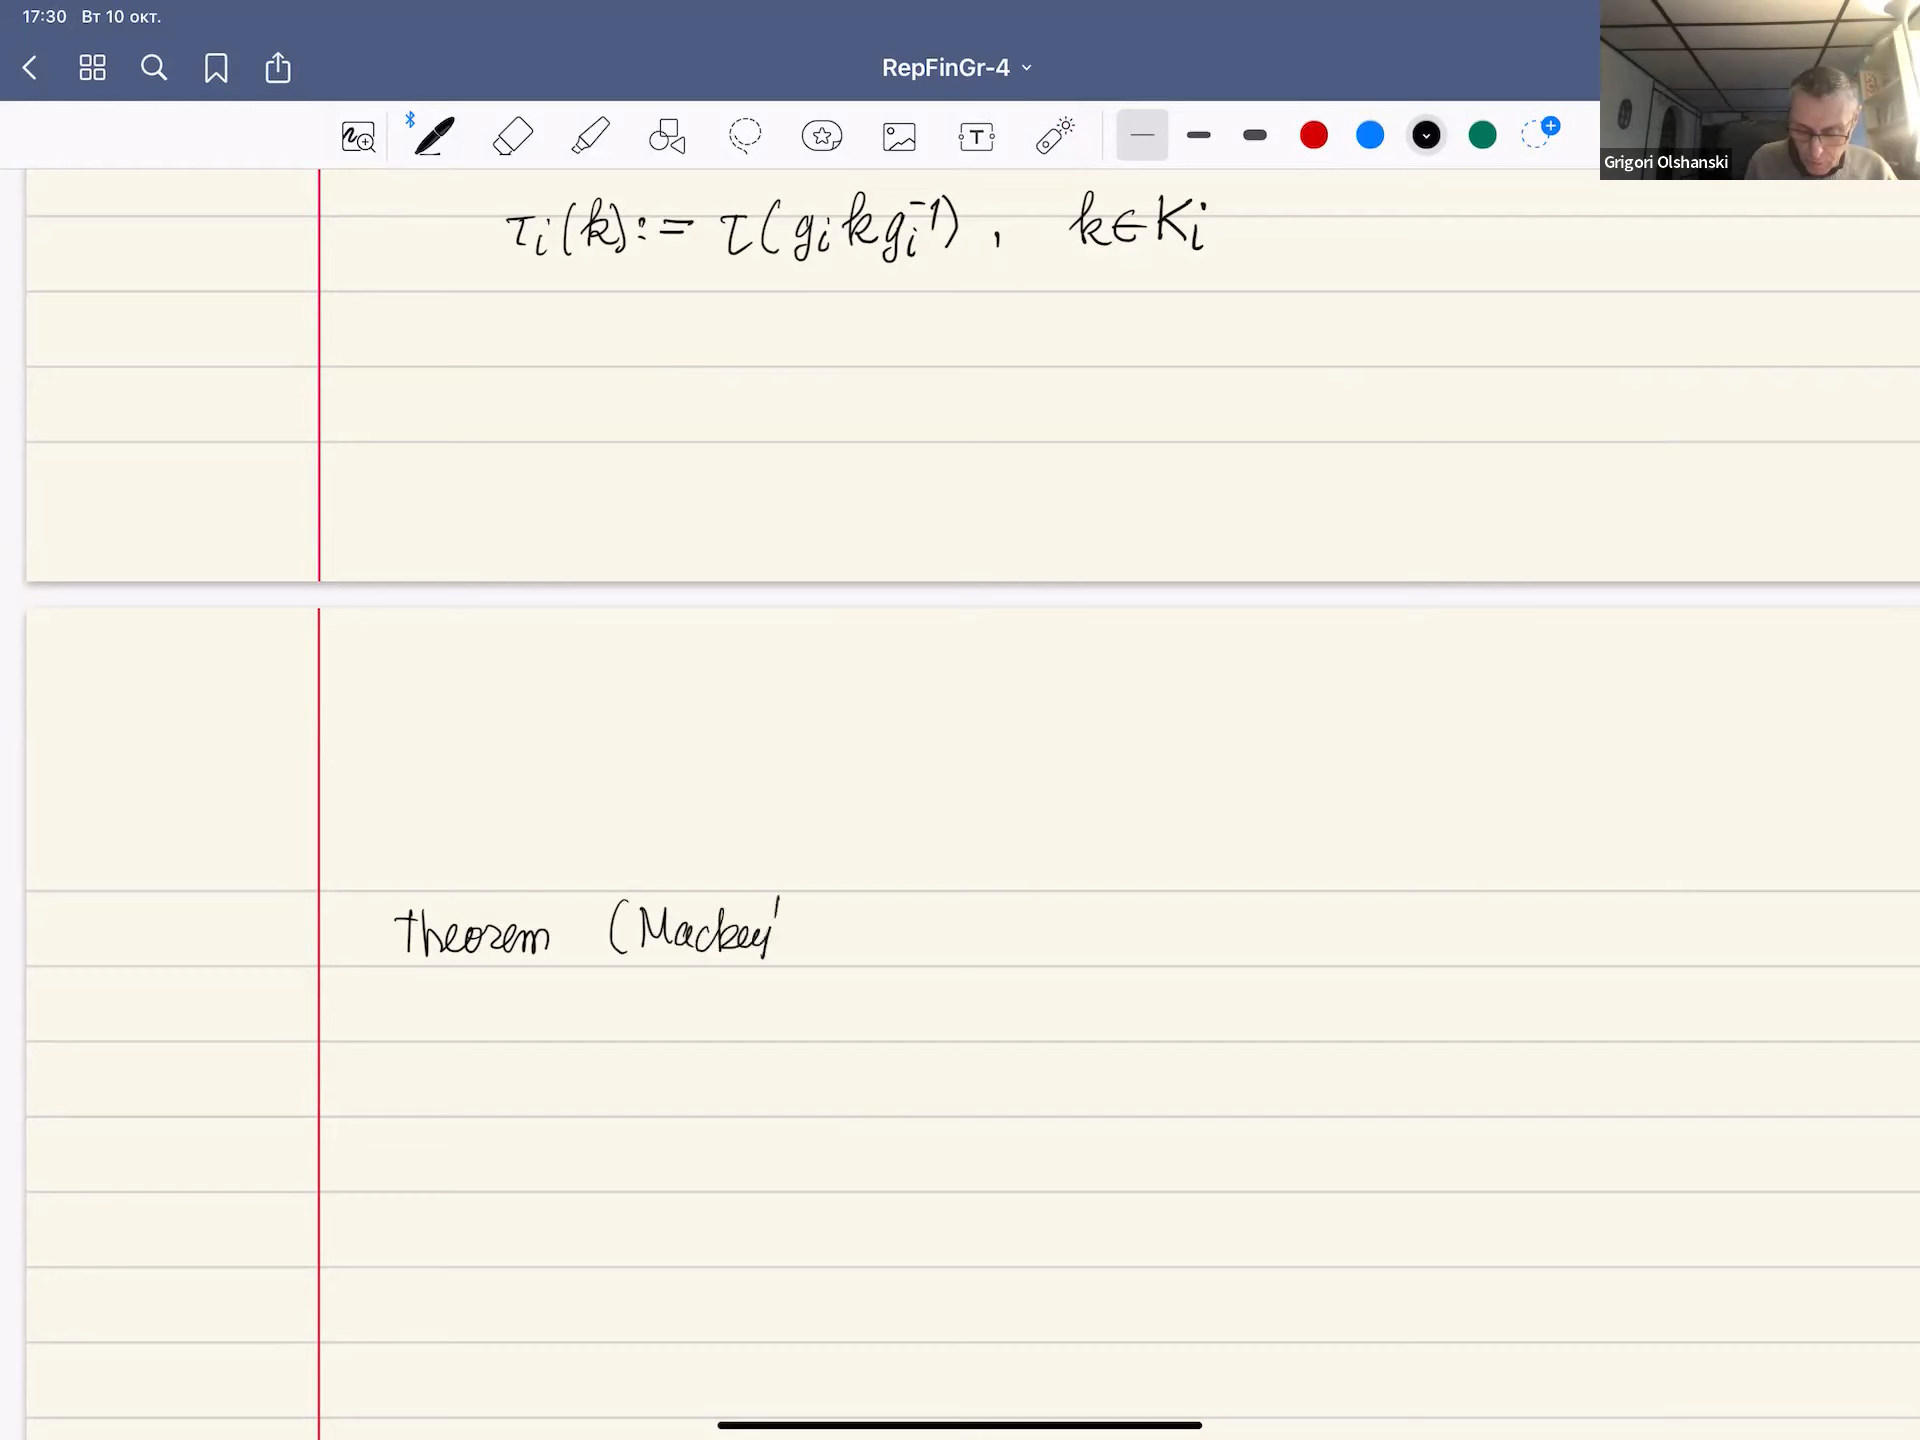 17:30 Вт 10 окт.
RepFinGr-4
Grigori Olshanski
τᵢ(k) := τ(gᵢ k gᵢ⁻¹), k ∈ Kᵢ
Theorem (Mackey'